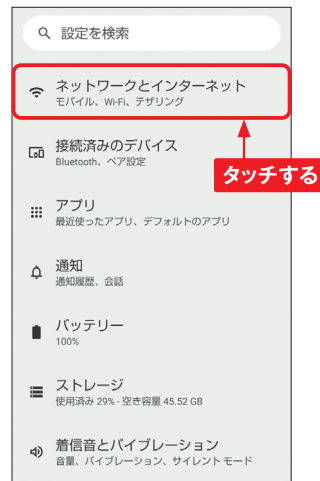 設定を検索
ネットワークとインターネット
モバイル、Wi-Fi、テザリング
接続済みのデバイス
Bluetooth、ペア設定
タッチする
アプリ
最近使ったアプリ、デフォルトのアプリ
通知
通知履歴、会話
バッテリー
100%
ストレージ
使用済み 29% - 空き容量 45.52 GB
着信音とバイブレーション
音量、バイブレーション、サイレント モード